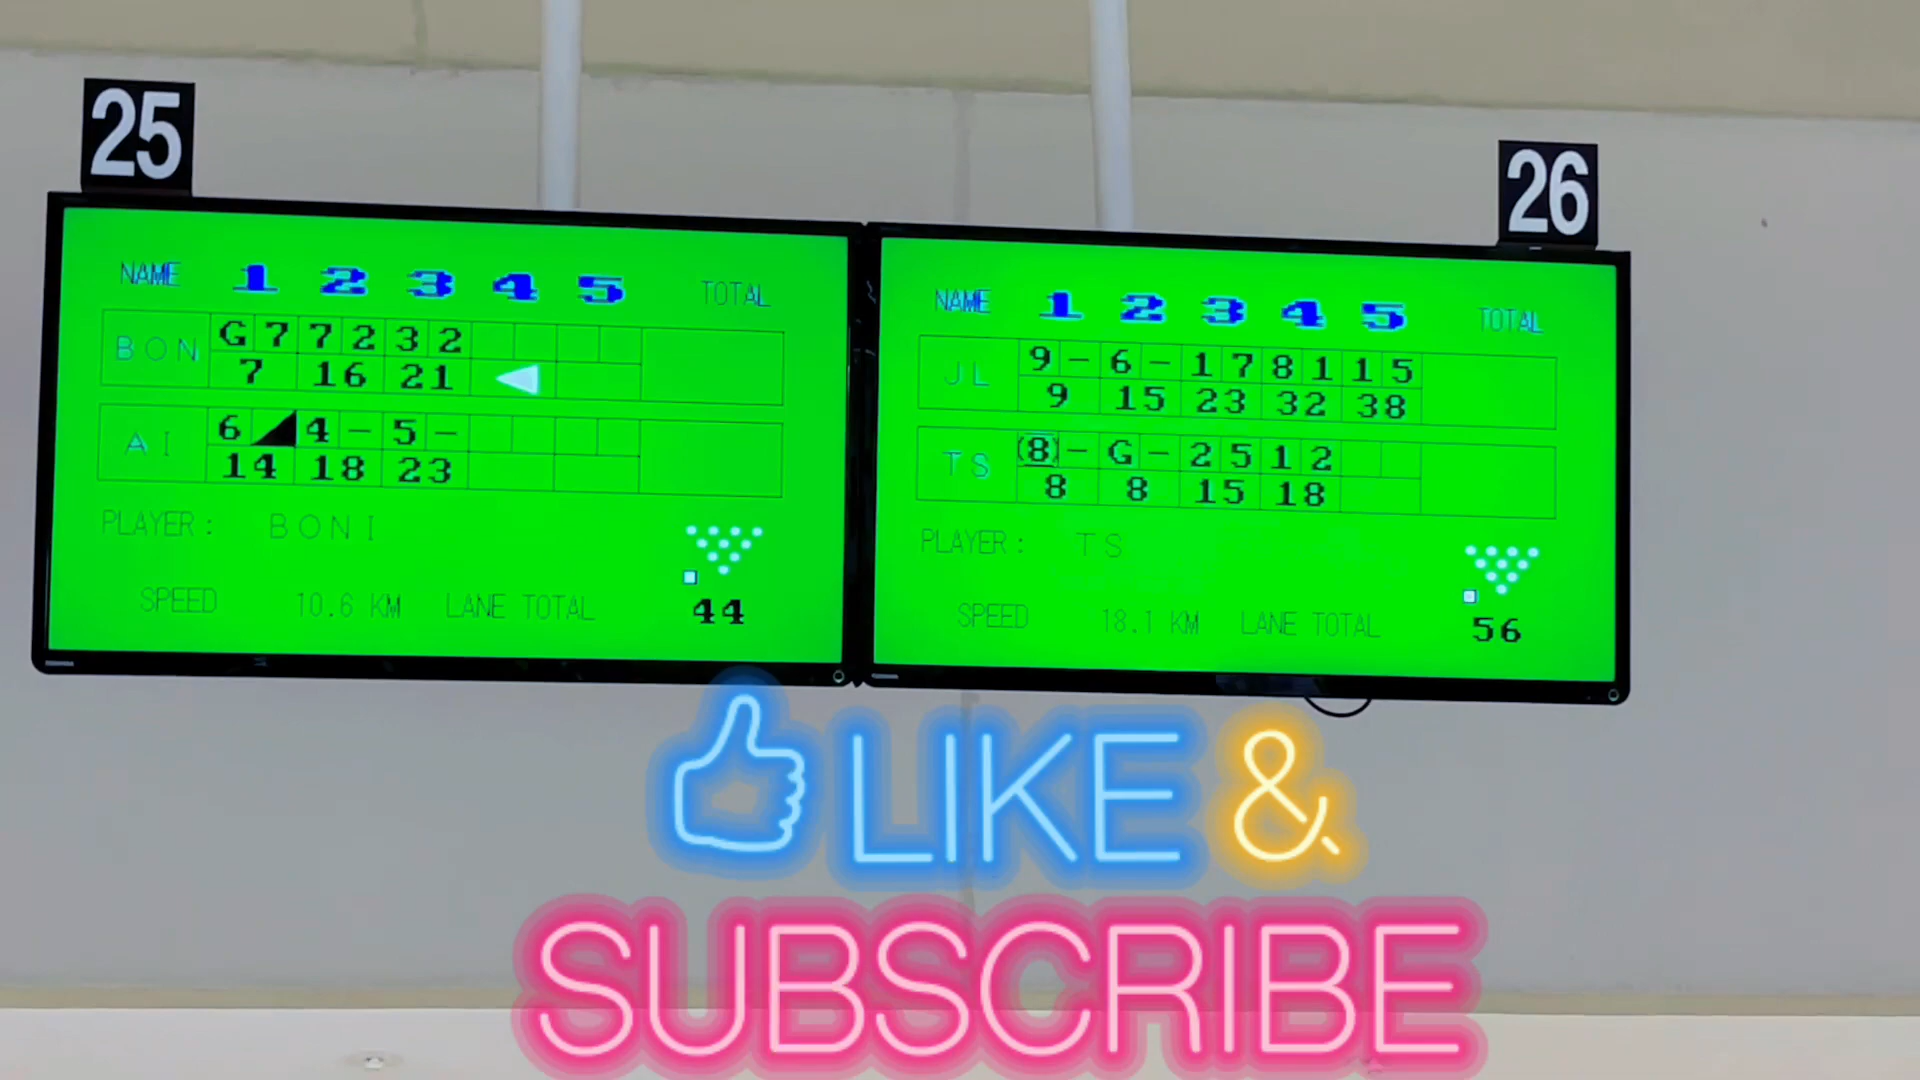 25
26
NAME 1 2 3 4 5 TOTAL
BON G 7 7 2 3 2
7 16 21
AI 6 4 - 5 -
14 18 23
PLAYER: BONI
SPEED 10.6 KM LANE TOTAL 44
NAME 1 2 3 4 5 TOTAL
JL 9 - 6 - 1 7 8 1 1 5
9 15 23 32 38
TS (8) - G - 2 5 1 2
8 8 15 18
PLAYER: TS
SPEED 18.1 KM LANE TOTAL 56
LIKE &
SUBSCRIBE